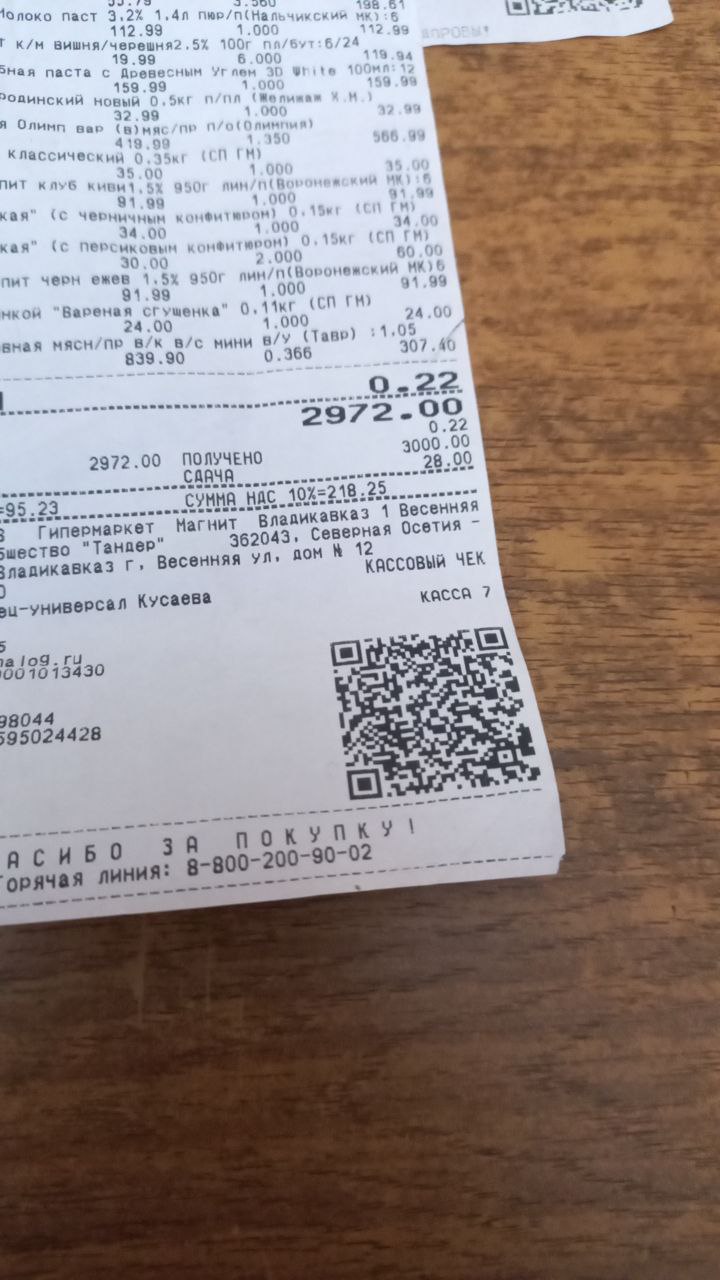 55.79 3.560 198.61
Молоко паст 3,2% 1,4л пюр/п(Нальчикский МК):6
112.99 1.000 112.99
т к/м вишня/черешня2.5% 100г пл/бут:6/24
19.99 6.000 119.94
бная паста с Древесным Углем 3D White 100мл:12
159.99 1.000 159.99
родинский новый 0,5кг п/пл (Желижак Х.М.)
32.99 1.000 32.99
я Олимп вар (в)мяс/пр п/о(Олимпия)
419.99 1.350 566.99
классический 0.35кг (СП ГМ)
35.00 1.000 35.00
пит клуб киви1,5% 950г лин/п(Воронежский МК):6
91.99 1.000 91.99
кая" (с черничным конфитюром) 0,15кг (СП ГМ)
34.00 1.000 34.00
кая" (с персиковым конфитюром) 0,15кг (СП ГМ)
30.00 2.000 60.00
пит черн ежев 1,5% 950г лин/п(Воронежский МК)6
91.99 1.000 91.99
нкой "Вареная сгущенка" 0,11кг (СП ГМ)
24.00 1.000 24.00
вная мясн/пр в/к в/с мини в/у (Тавр) :1,05
839.90 0.366 307.40
0.22
2972.00
0.22
2972.00 ПОЛУЧЕНО 3000.00
СДАЧА 28.00
=95.23 СУММА НДС 10%=218.25
Гипермаркет Магнит Владикавказ 1 Весенняя
бщество "Тандер" 362043, Северная Осетия -
Владикавказ г, Весенняя ул, дом № 12
КАССОВЫЙ ЧЕК
ец-универсал Кусаева КАССА 7
5
nalog.ru
0001013430
98044
595024428
АСИБО ЗА ПОКУПКУ!
Горячая линия: 8-800-200-90-02